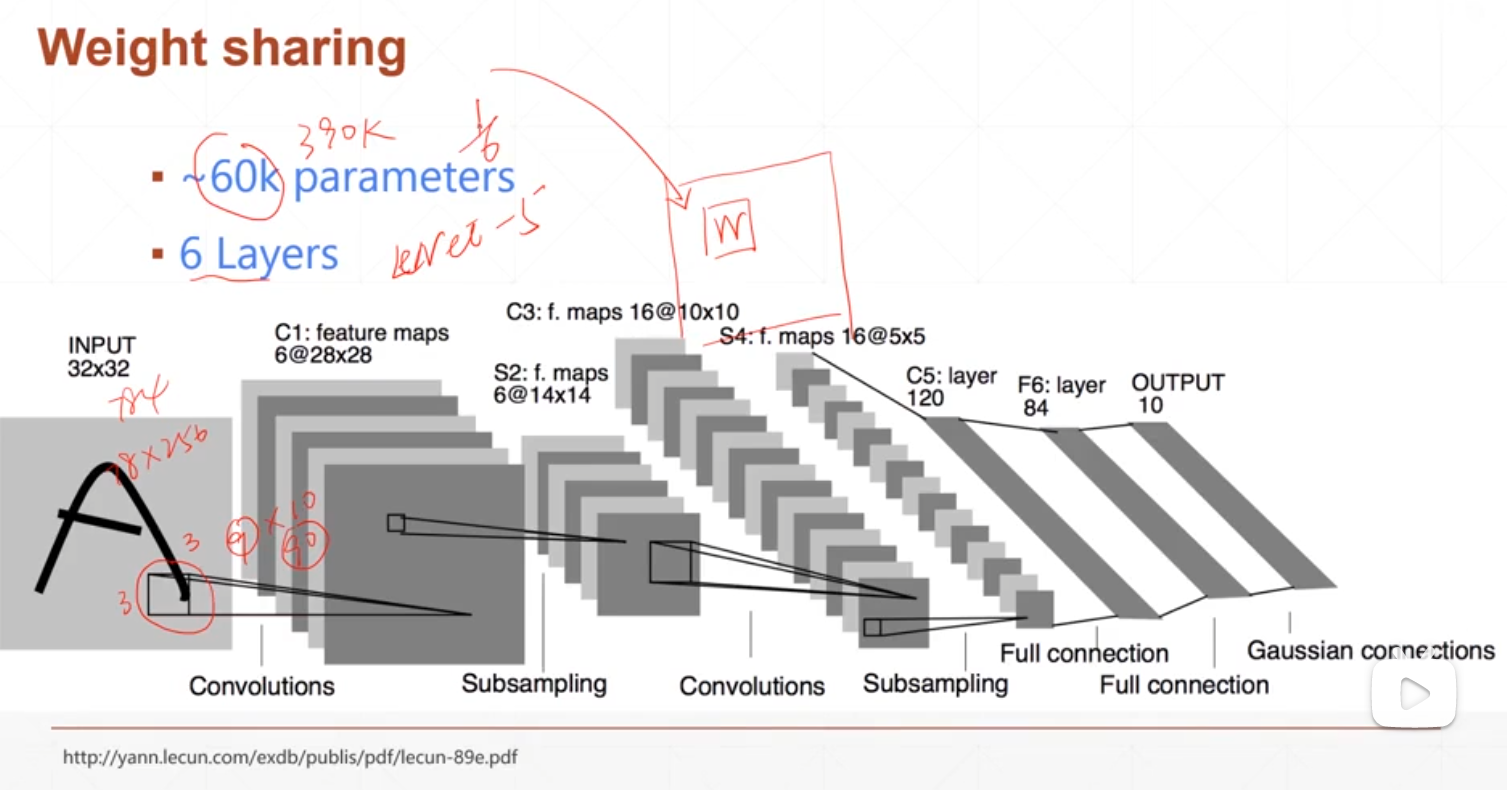 Weight sharing
390K
1/6
▪ ~60k parameters
▪ 6 Layers
LeNet-5
W
INPUT
32x32
C1: feature maps
6@28x28
S2: f. maps
6@14x14
C3: f. maps 16@10x10
S4: f. maps 16@5x5
C5: layer
120
F6: layer
84
OUTPUT
10
A
3
3
9 × 10
90
Convolutions
Subsampling
Convolutions
Subsampling
Full connection
Full connection
Gaussian connections
http://yann.lecun.com/exdb/publis/pdf/lecun-89e.pdf